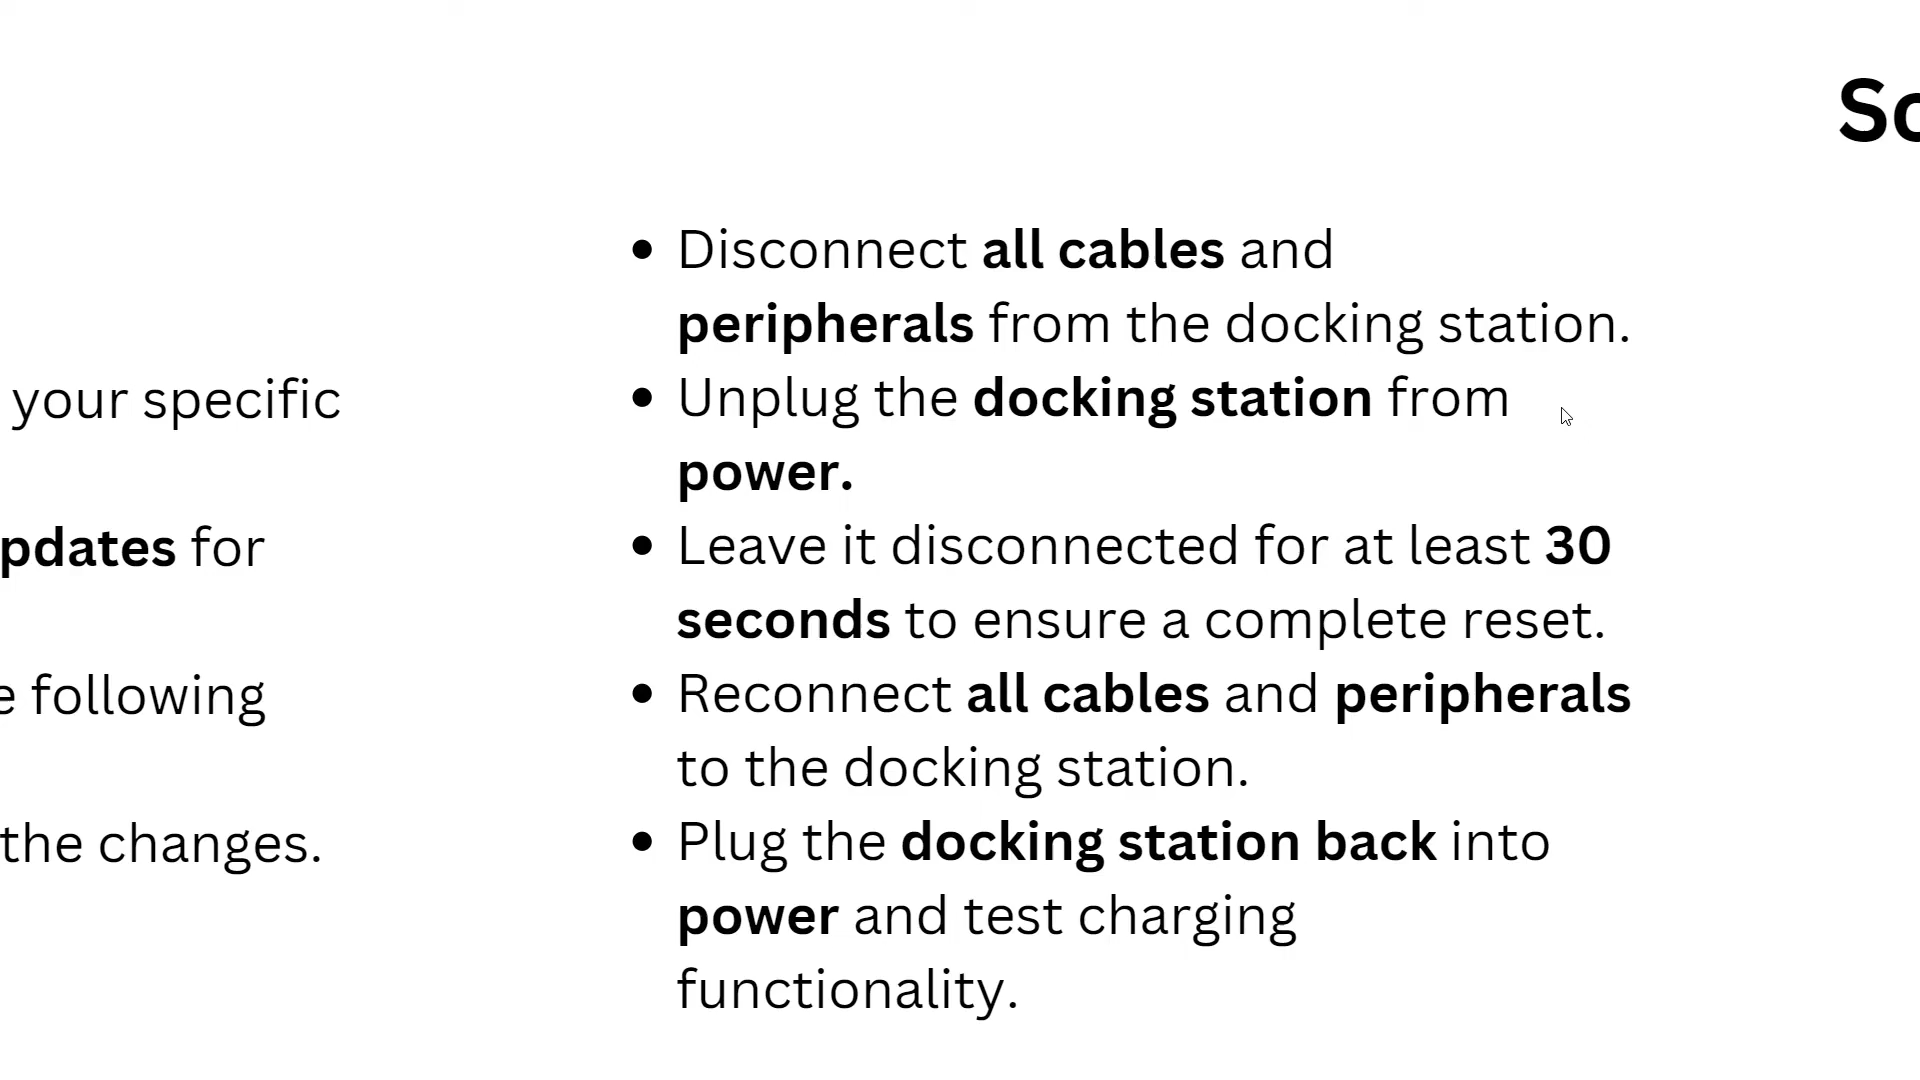 So
your specific
pdates for
e following
the changes.
• Disconnect all cables and
peripherals from the docking station.
• Unplug the docking station from
power.
• Leave it disconnected for at least 30
seconds to ensure a complete reset.
• Reconnect all cables and peripherals
to the docking station.
• Plug the docking station back into
power and test charging
functionality.